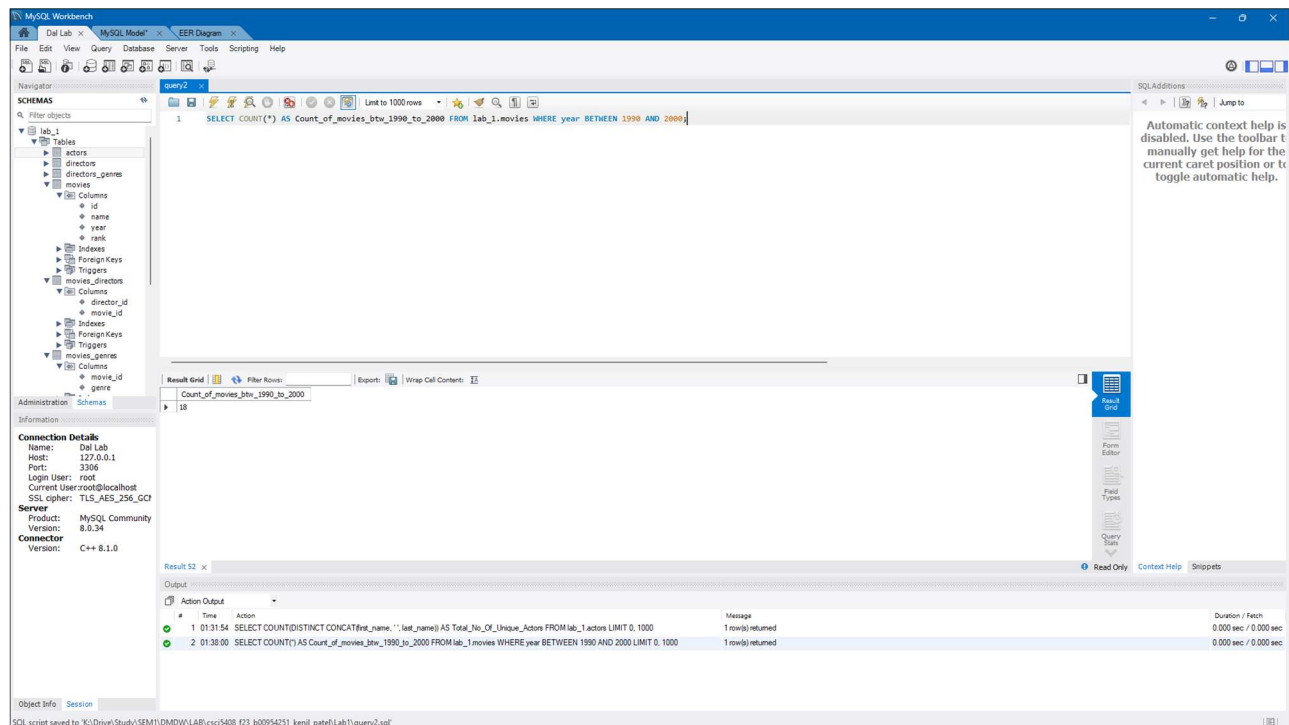 MySQL Workbench
Dal Lab × MySQL Model* × EER Diagram ×
File Edit View Query Database Server Tools Scripting Help
Navigator
SCHEMAS
Filter objects
lab_1
Tables
actors
directors
directors_genres
movies
Columns
id
name
year
rank
Indexes
Foreign Keys
Triggers
movies_directors
Columns
director_id
movie_id
Indexes
Foreign Keys
Triggers
movies_genres
Columns
movie_id
genre
Administration Schemas
Information
Connection Details
Name: Dal Lab
Host: 127.0.0.1
Port: 3306
Login User: root
Current User:root@localhost
SSL cipher: TLS_AES_256_GCM
Server
Product: MySQL Community
Version: 8.0.34
Connector
Version: C++ 8.1.0
Object Info Session
query2 ×
Limit to 1000 rows
1 SELECT COUNT(*) AS Count_of_movies_btw_1990_to_2000 FROM lab_1.movies WHERE year BETWEEN 1990 AND 2000;
Result Grid Filter Rows: Export: Wrap Cell Content:
Count_of_movies_btw_1990_to_2000
18
Result Grid
Form Editor
Field Types
Query Stats
Result 52 × Read Only
SQLAdditions
Jump to
Automatic context help is
disabled. Use the toolbar t
manually get help for the
current caret position or to
toggle automatic help.
Context Help Snippets
Output
Action Output
# Time Action Message Duration / Fetch
1 01:31:54 SELECT COUNT(DISTINCT CONCAT(first_name, ' ', last_name)) AS Total_No_Of_Unique_Actors FROM lab_1.actors LIMIT 0, 1000 1 row(s) returned 0.000 sec / 0.000 sec
2 01:38:00 SELECT COUNT(*) AS Count_of_movies_btw_1990_to_2000 FROM lab_1.movies WHERE year BETWEEN 1990 AND 2000 LIMIT 0, 1000 1 row(s) returned 0.000 sec / 0.000 sec
SQL script saved to 'K:\Drive\Study\SEM1\DMDW\LAB\csci5408_f23_b00954251_kenil_patel\Lab1\query2.sql'